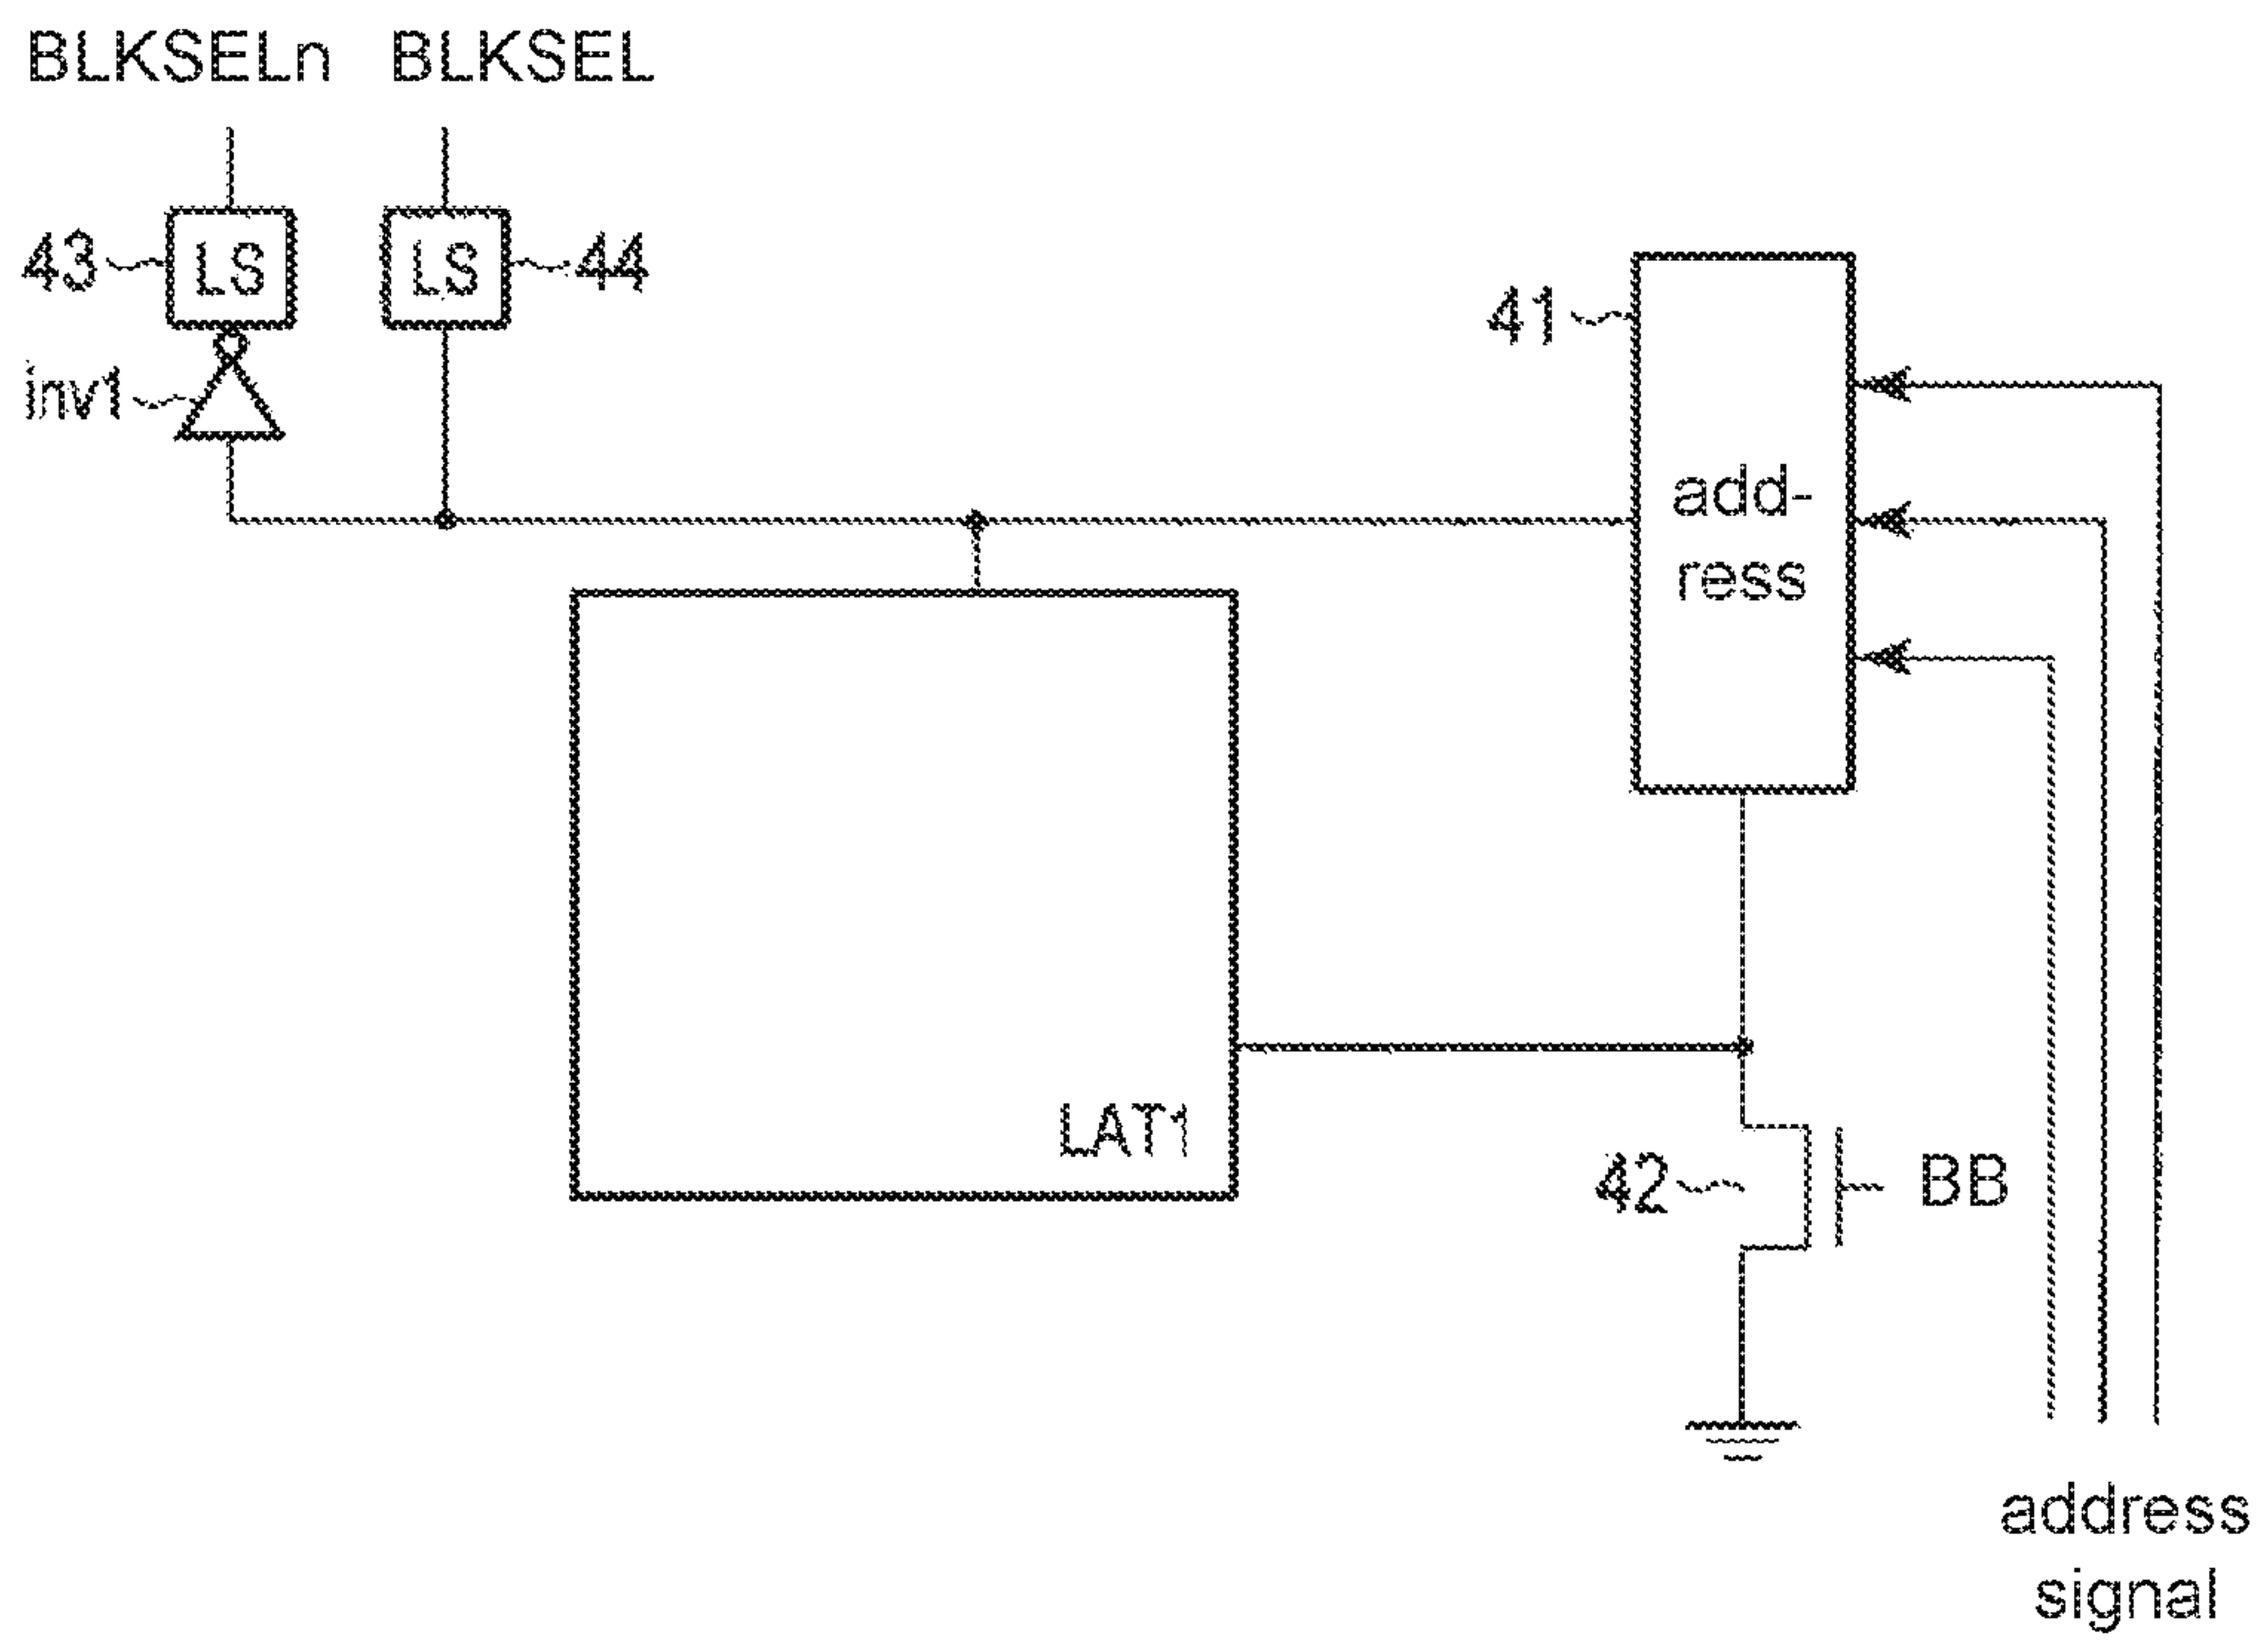 BLKSELn BLKSEL
43 LS LS 44
41
inv1
add-
ress
LAT1
42 BB
address
signal